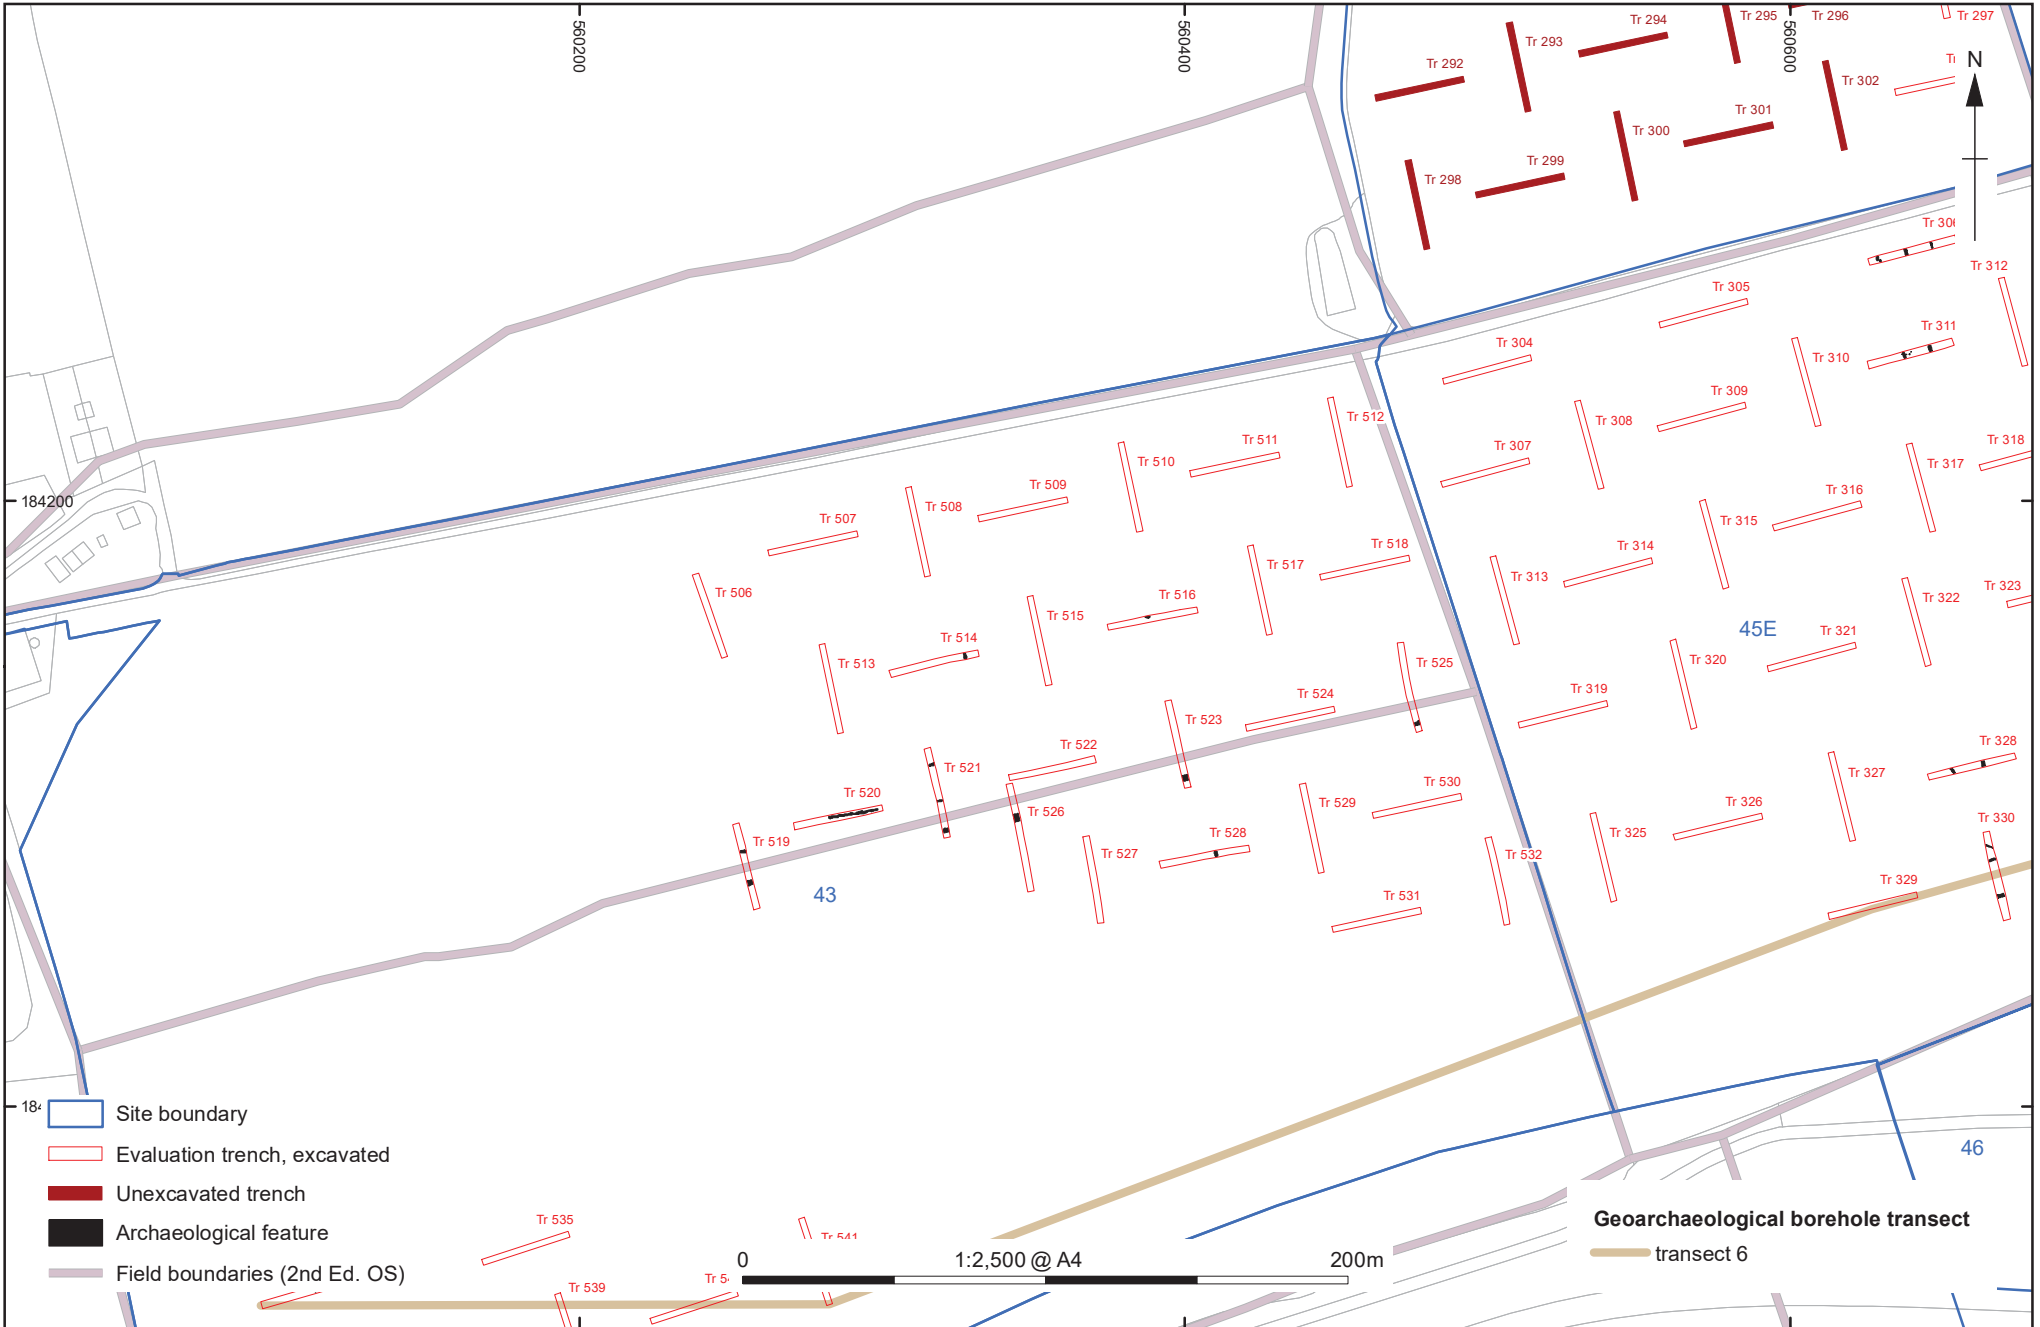 560200
560400
560600
Tr 292
Tr 293
Tr 294
Tr 295
Tr 296
Tr 297
Tr 298
Tr 299
Tr 300
Tr 301
Tr 302
N
Tr 304
Tr 305
Tr 306
Tr 307
Tr 308
Tr 309
Tr 310
Tr 311
Tr 312
Tr 313
Tr 314
Tr 315
Tr 316
Tr 317
Tr 318
Tr 319
Tr 320
Tr 321
Tr 322
Tr 323
45E
Tr 325
Tr 326
Tr 327
Tr 328
Tr 329
Tr 330
184200
Tr 506
Tr 507
Tr 508
Tr 509
Tr 510
Tr 511
Tr 512
Tr 513
Tr 514
Tr 515
Tr 516
Tr 517
Tr 518
Tr 519
Tr 520
Tr 521
Tr 522
Tr 523
Tr 524
Tr 525
Tr 526
Tr 527
Tr 528
Tr 529
Tr 530
Tr 531
Tr 532
43
46
Tr 535
Tr 539
Tr 541
Site boundary
Evaluation trench, excavated
Unexcavated trench
Archaeological feature
Field boundaries (2nd Ed. OS)
0 1:2,500 @ A4 200m
Geoarchaeological borehole transect
transect 6